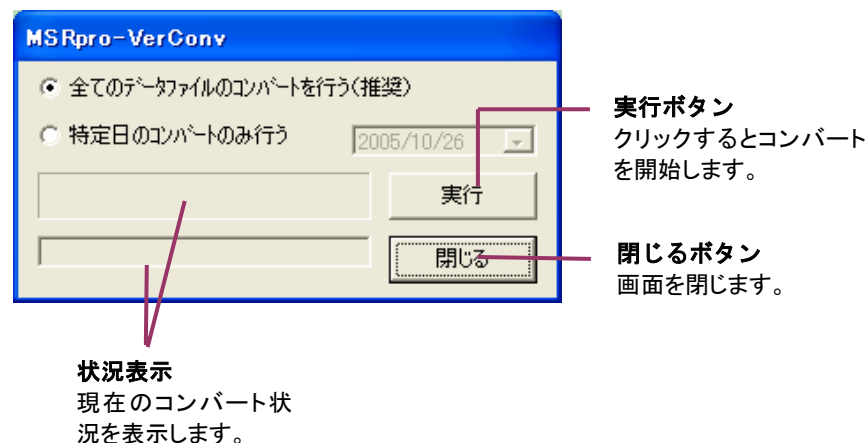 MSRpro-VerConv
全てのﾃﾞｰﾀﾌｧｲﾙのｺﾝﾊﾞｰﾄを行う(推奨)
特定日のｺﾝﾊﾞｰﾄのみ行う
2005/10/26
実行
閉じる
実行ボタン
クリックするとコンバート
を開始します。
閉じるボタン
画面を閉じます。
状況表示
現在のコンバート状
況を表示します。